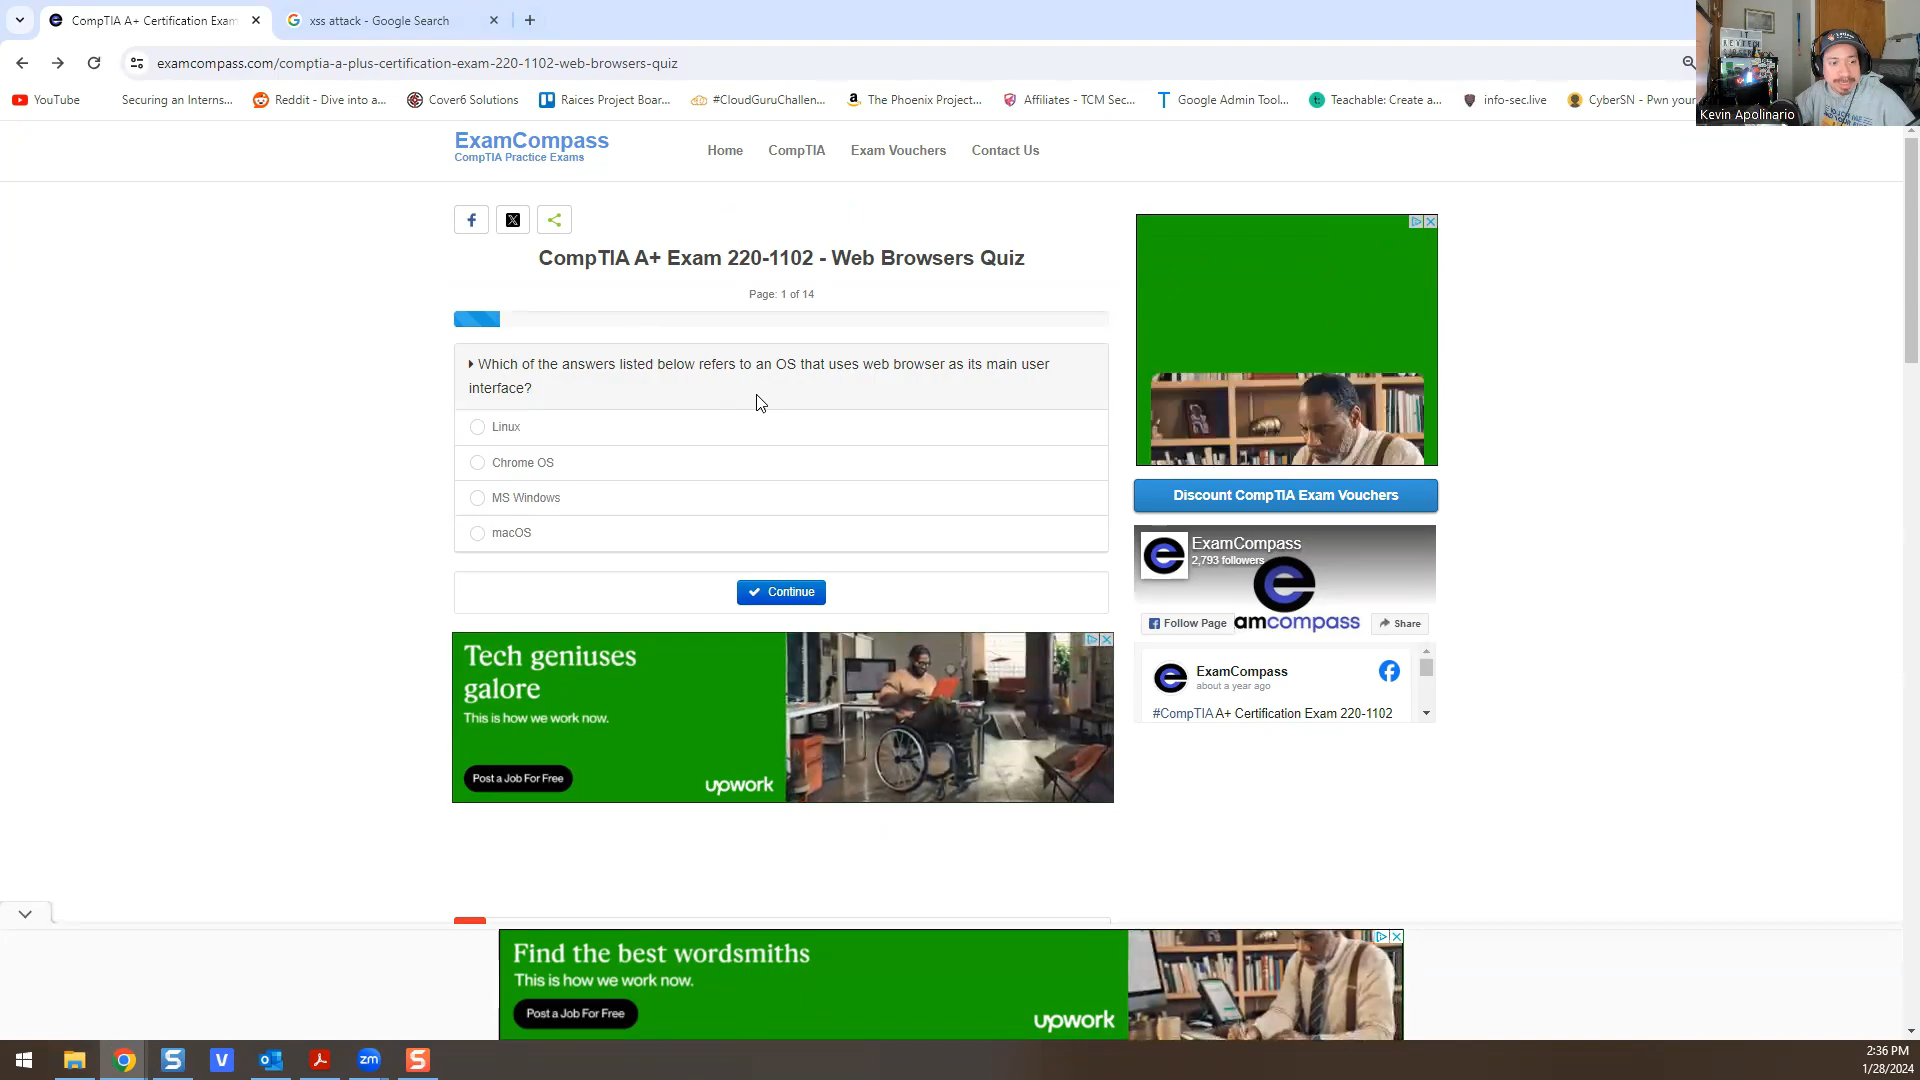 CompTIA A+ Certification Exam
xss attack - Google Search
examcompass.com/comptia-a-plus-certification-exam-220-1102-web-browsers-quiz
YouTube
Securing an Interns...
Reddit - Dive into a...
Cover6 Solutions
Raices Project Boar...
#CloudGuruChallen...
The Phoenix Project...
Affiliates - TCM Sec...
Google Admin Tool...
Teachable: Create a...
info-sec.live
CyberSN - Pwn your
Kevin Apolinario
ExamCompass
CompTIA Practice Exams
Home
CompTIA
Exam Vouchers
Contact Us
CompTIA A+ Exam 220-1102 - Web Browsers Quiz
Page: 1 of 14
Which of the answers listed below refers to an OS that uses web browser as its main user
interface?
Linux
Chrome OS
MS Windows
macOS
Continue
Discount CompTIA Exam Vouchers
ExamCompass
2,793 followers
amcompass
Follow Page
Share
ExamCompass
about a year ago
#CompTIA A+ Certification Exam 220-1102
Tech geniuses
galore
This is how we work now.
Post a Job For Free
upwork
Find the best wordsmiths
This is how we work now.
Post a Job For Free
upwork
zm
2:36 PM
1/28/2024